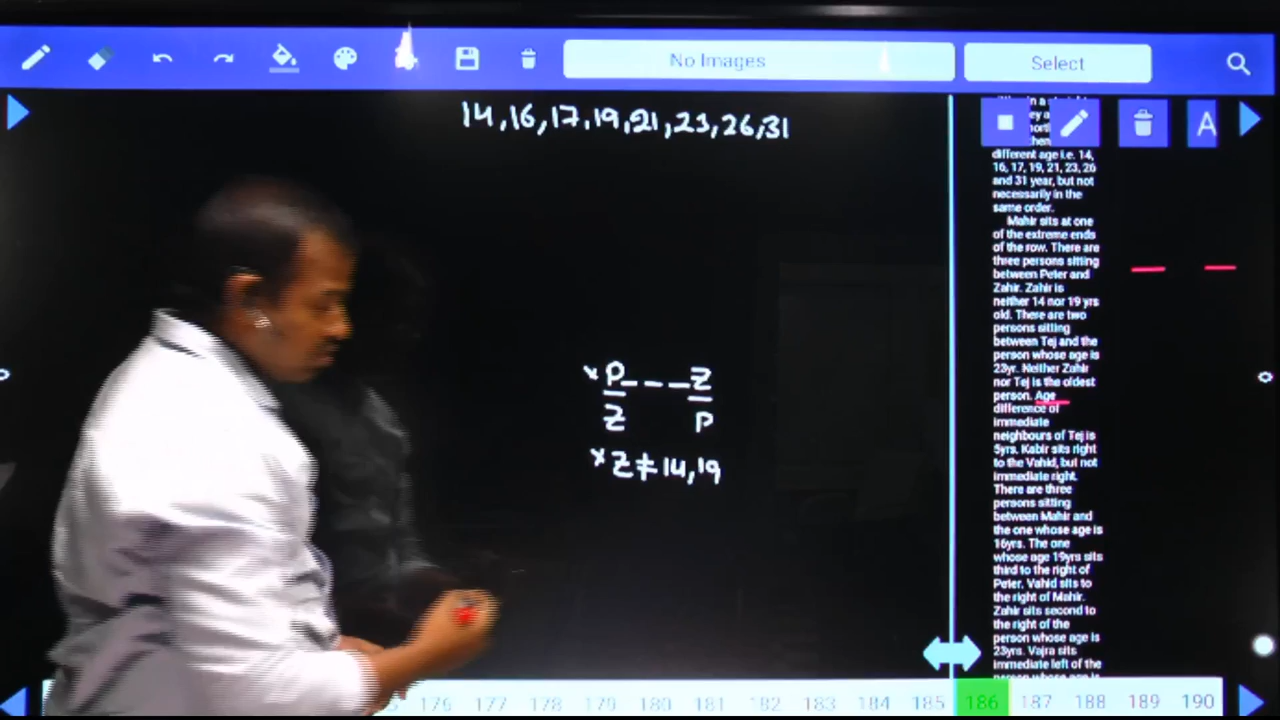 No Images
Select
14,16,17,19,21,23,26,31
A
different age i.e. 14,
16, 17, 19, 21, 23, 26
and 31 year, but not
necessarily in the
same order.
Mahir sits at one
of the extreme ends
of the row. There are
three persons sitting
between Peter and
Zahir. Zahir is
neither 14 nor 19 yrs
old. There are two
persons sitting
between Tej and the
person whose age is
23yr. Neither Zahir
nor Tej is the oldest
person. Age
difference of
immediate
neighbours of Tej is
5yrs. Kabir sits right
to the Vahid, but not
immediate right.
There are three
persons sitting
between Mahir and
the one whose age is
16yrs. The one
whose age 19yrs sits
third to the right of
Peter. Vahid sits to
the right of Mahir.
Zahir sits second to
the right of the
person whose age is
23yrs. Vajra sits
immediate left of the
person whose age is
× P - - - Z
Z P
× Z ≠ 14, 19
176 177 178 179 180 181 182 183 184 185 186 187 188 189 190